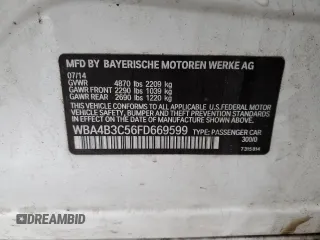 MFD BY BAYERISCHE MOTOREN WERKE AG
07/14
GVWR 4870 lbs 2209 kg
GAWR FRONT 2290 lbs 1039 kg
GAWR REAR 2690 lbs 1220 kg
THIS VEHICLE CONFORMS TO ALL APPLICABLE
U.S. FEDERAL MOTOR VEHICLE SAFETY,
BUMPER, AND THEFT PREVENTION
STANDARDS IN EFFECT ON THE DATE OF
MANUFACTURE SHOWN ABOVE.
WBA4B3C56FD669599
TYPE: PASSENGER CAR
300/0
DREAMBID